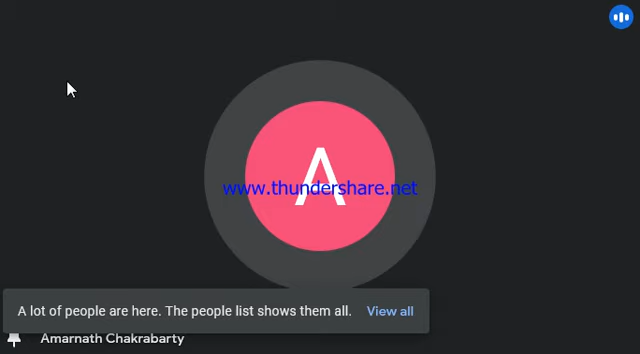 A
www.thundershare.net
A lot of people are here. The people list shows them all. View all
Amarnath Chakrabarty